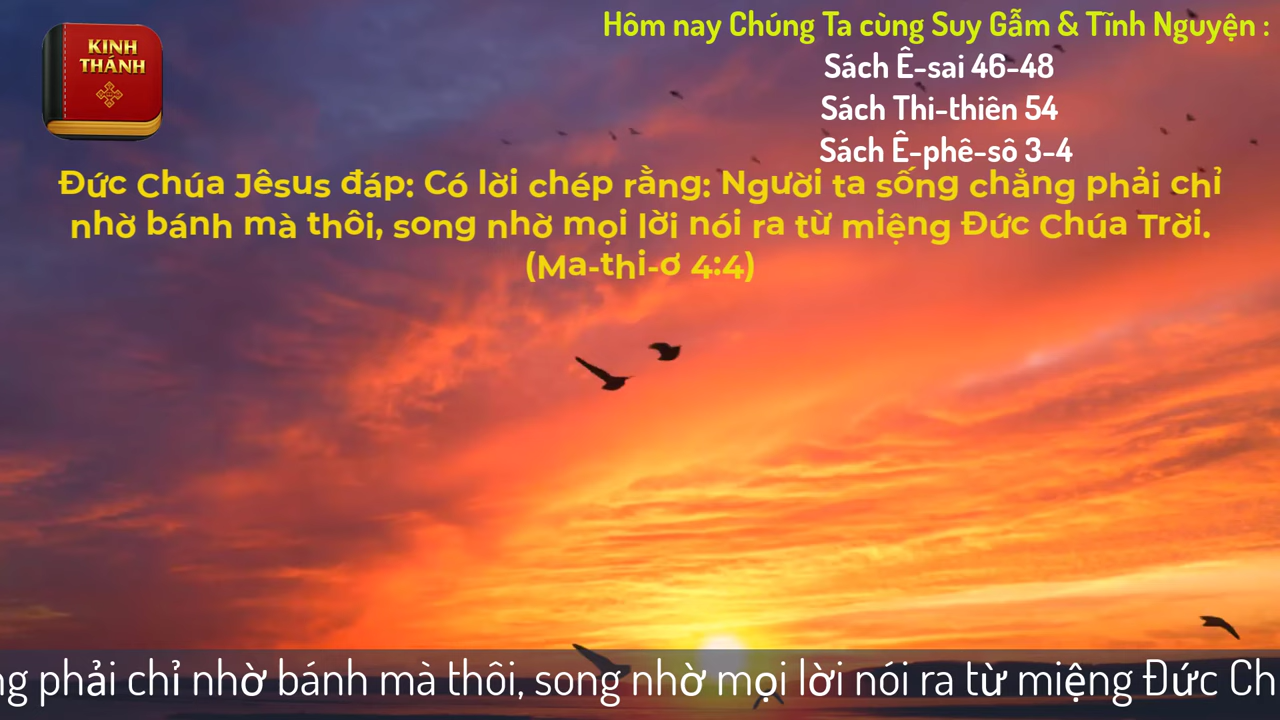 KINH
THÁNH
Hôm nay Chúng Ta cùng Suy Gẫm & Tĩnh Nguyện :
Sách Ê-sai 46-48
Sách Thi-thiên 54
Sách Ê-phê-sô 3-4
Đức Chúa Jêsus đáp: Có lời chép rằng: Người ta sống chẳng phải chỉ
nhờ bánh mà thôi, song nhờ mọi lời nói ra từ miệng Đức Chúa Trời.
(Ma-thi-ơ 4:4)
ng phải chỉ nhờ bánh mà thôi, song nhờ mọi lời nói ra từ miệng Đức Ch